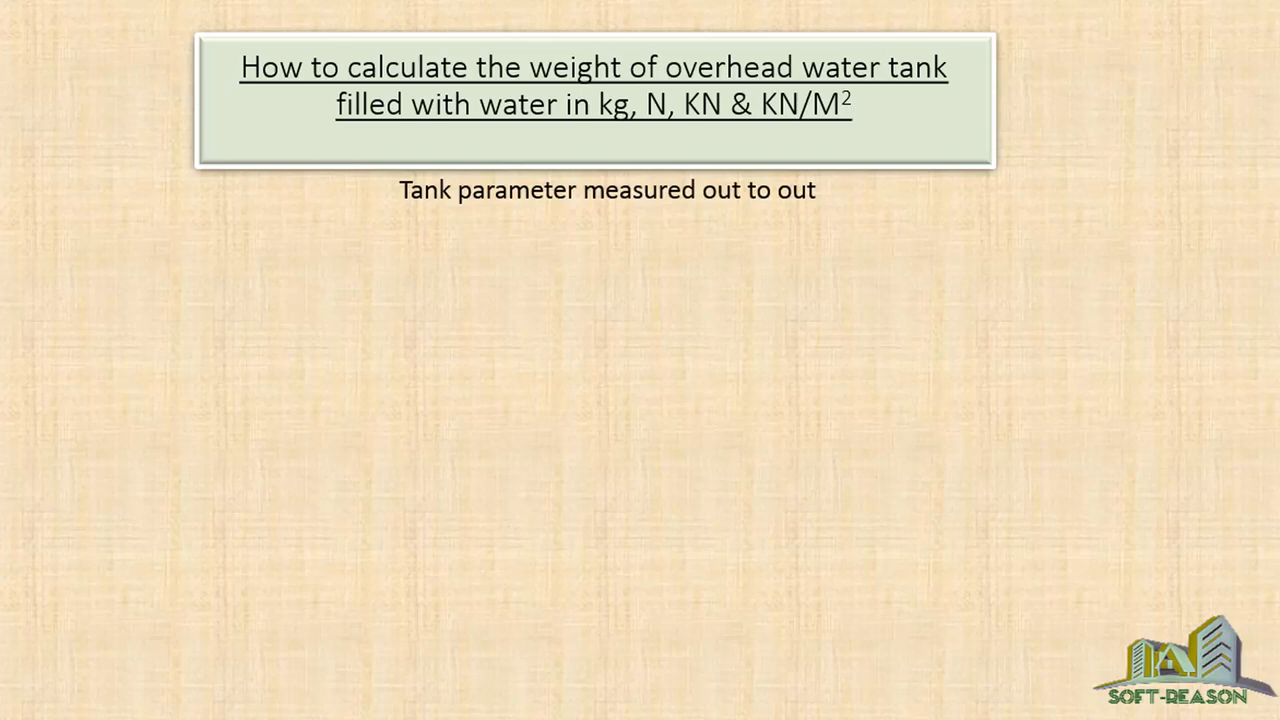 How to calculate the weight of overhead water tank
filled with water in kg, N, KN & KN/M²
Tank parameter measured out to out
SOFT-REASON